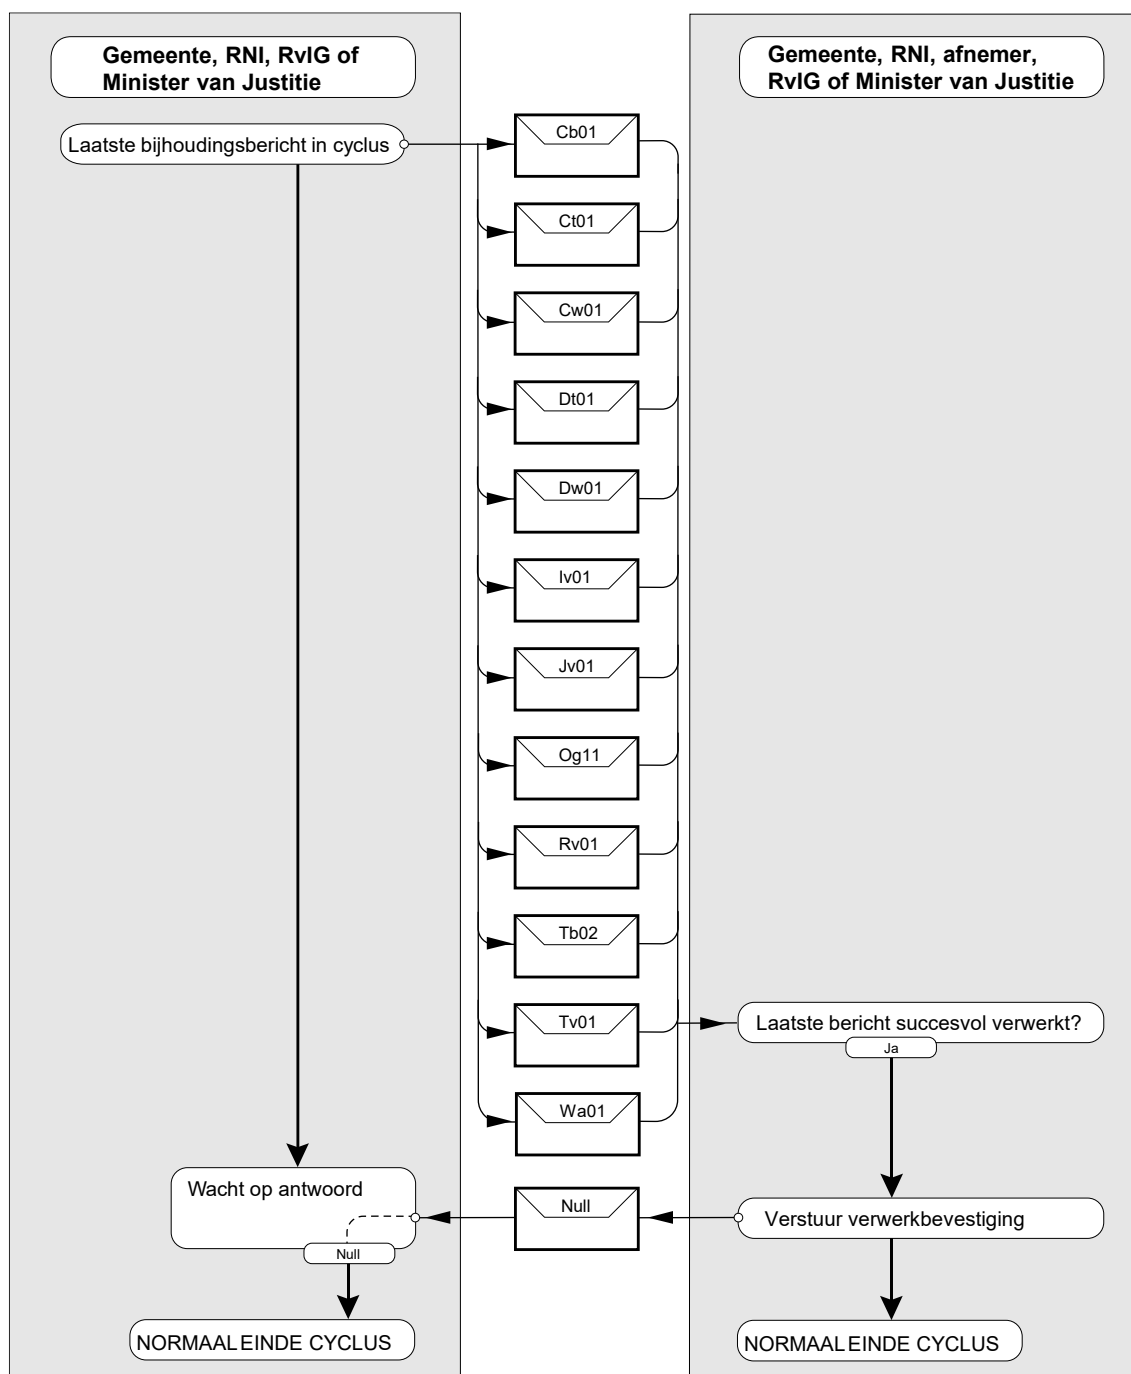 Gemeente, RNI, RvIG of
Minister van Justitie
Gemeente, RNI, afnemer,
RvIG of Minister van Justitie
Laatste bijhoudingsbericht in cyclus
Cb01
Ct01
Cw01
Dt01
Dw01
Iv01
Jv01
Og11
Rv01
Tb02
Tv01
Laatste bericht succesvol verwerkt?
Ja
Wa01
Wacht op antwoord
Null
Null
Verstuur verwerkbevestiging
NORMAAL EINDE CYCLUS
NORMAAL EINDE CYCLUS